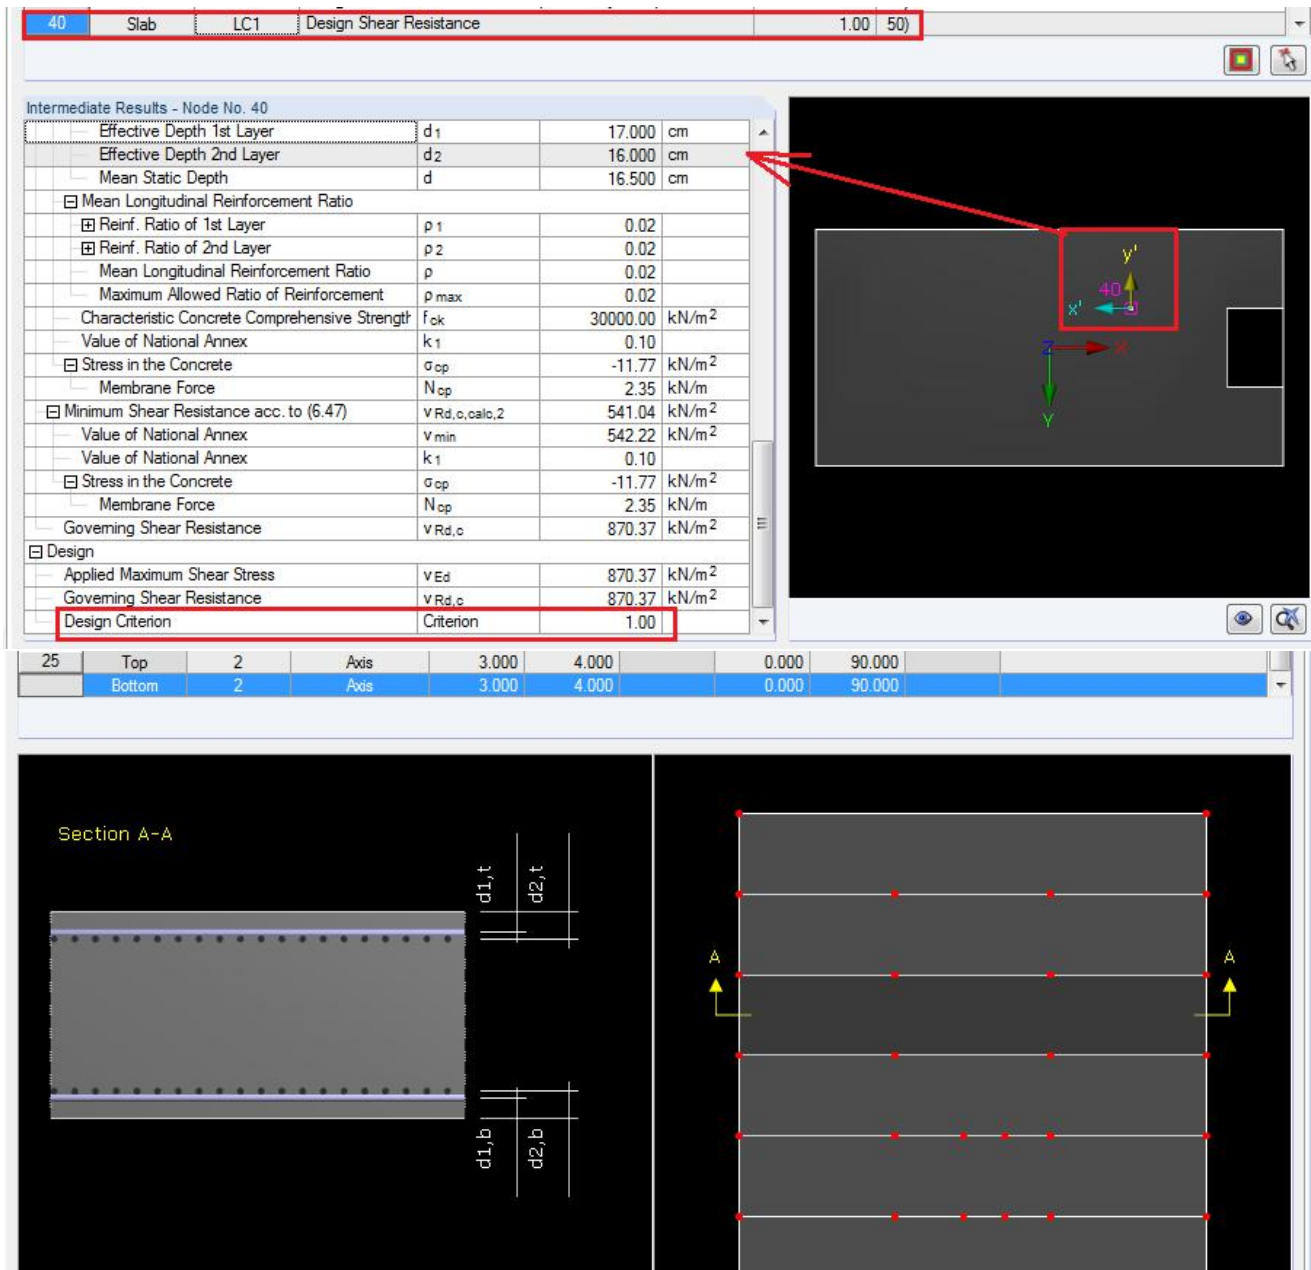 40 Slab LC1 Design Shear Resistance 1.00 50)
Intermediate Results - Node No. 40
Effective Depth 1st Layer d1 17.000 cm
Effective Depth 2nd Layer d2 16.000 cm
Mean Static Depth d 16.500 cm
Mean Longitudinal Reinforcement Ratio
Reinf. Ratio of 1st Layer ρ1 0.02
Reinf. Ratio of 2nd Layer ρ2 0.02
Mean Longitudinal Reinforcement Ratio ρ 0.02
Maximum Allowed Ratio of Reinforcement ρmax 0.02
Characteristic Concrete Comprehensive Strength fck 30000.00 kN/m2
Value of National Annex k1 0.10
Stress in the Concrete σcp -11.77 kN/m2
Membrane Force Ncp 2.35 kN/m
Minimum Shear Resistance acc. to (6.47) vRd,c,calc,2 541.04 kN/m2
Value of National Annex vmin 542.22 kN/m2
Value of National Annex k1 0.10
Stress in the Concrete σcp -11.77 kN/m2
Membrane Force Ncp 2.35 kN/m
Governing Shear Resistance vRd,c 870.37 kN/m2
Design
Applied Maximum Shear Stress vEd 870.37 kN/m2
Governing Shear Resistance vRd,c 870.37 kN/m2
Design Criterion Criterion 1.00
y'
40
x'
Z X
Y
25 Top 2 Axis 3.000 4.000 0.000 90.000
Bottom 2 Axis 3.000 4.000 0.000 90.000
Section A-A
d1,t d2,t
d1,b d2,b
A A